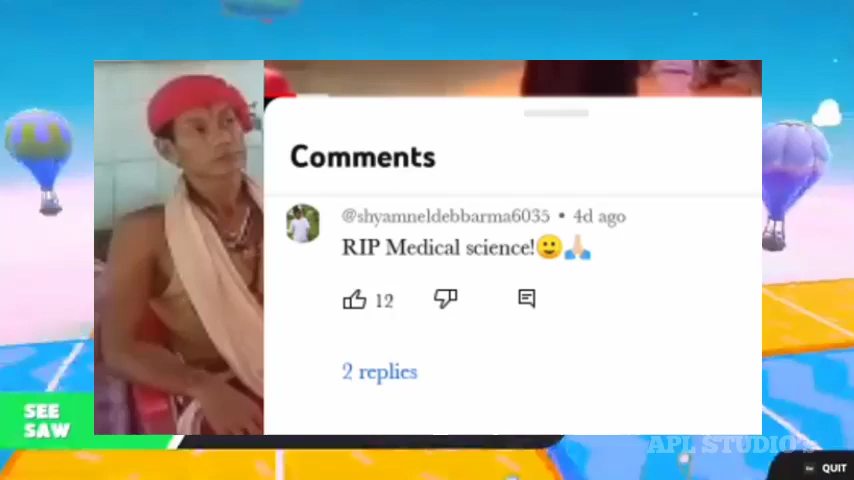 Comments
@shyamneldebbarma6035 • 4d ago
RIP Medical science!🙂🙏🏼
12
2 replies
SEE
SAW
APL STUDIO's
QUIT